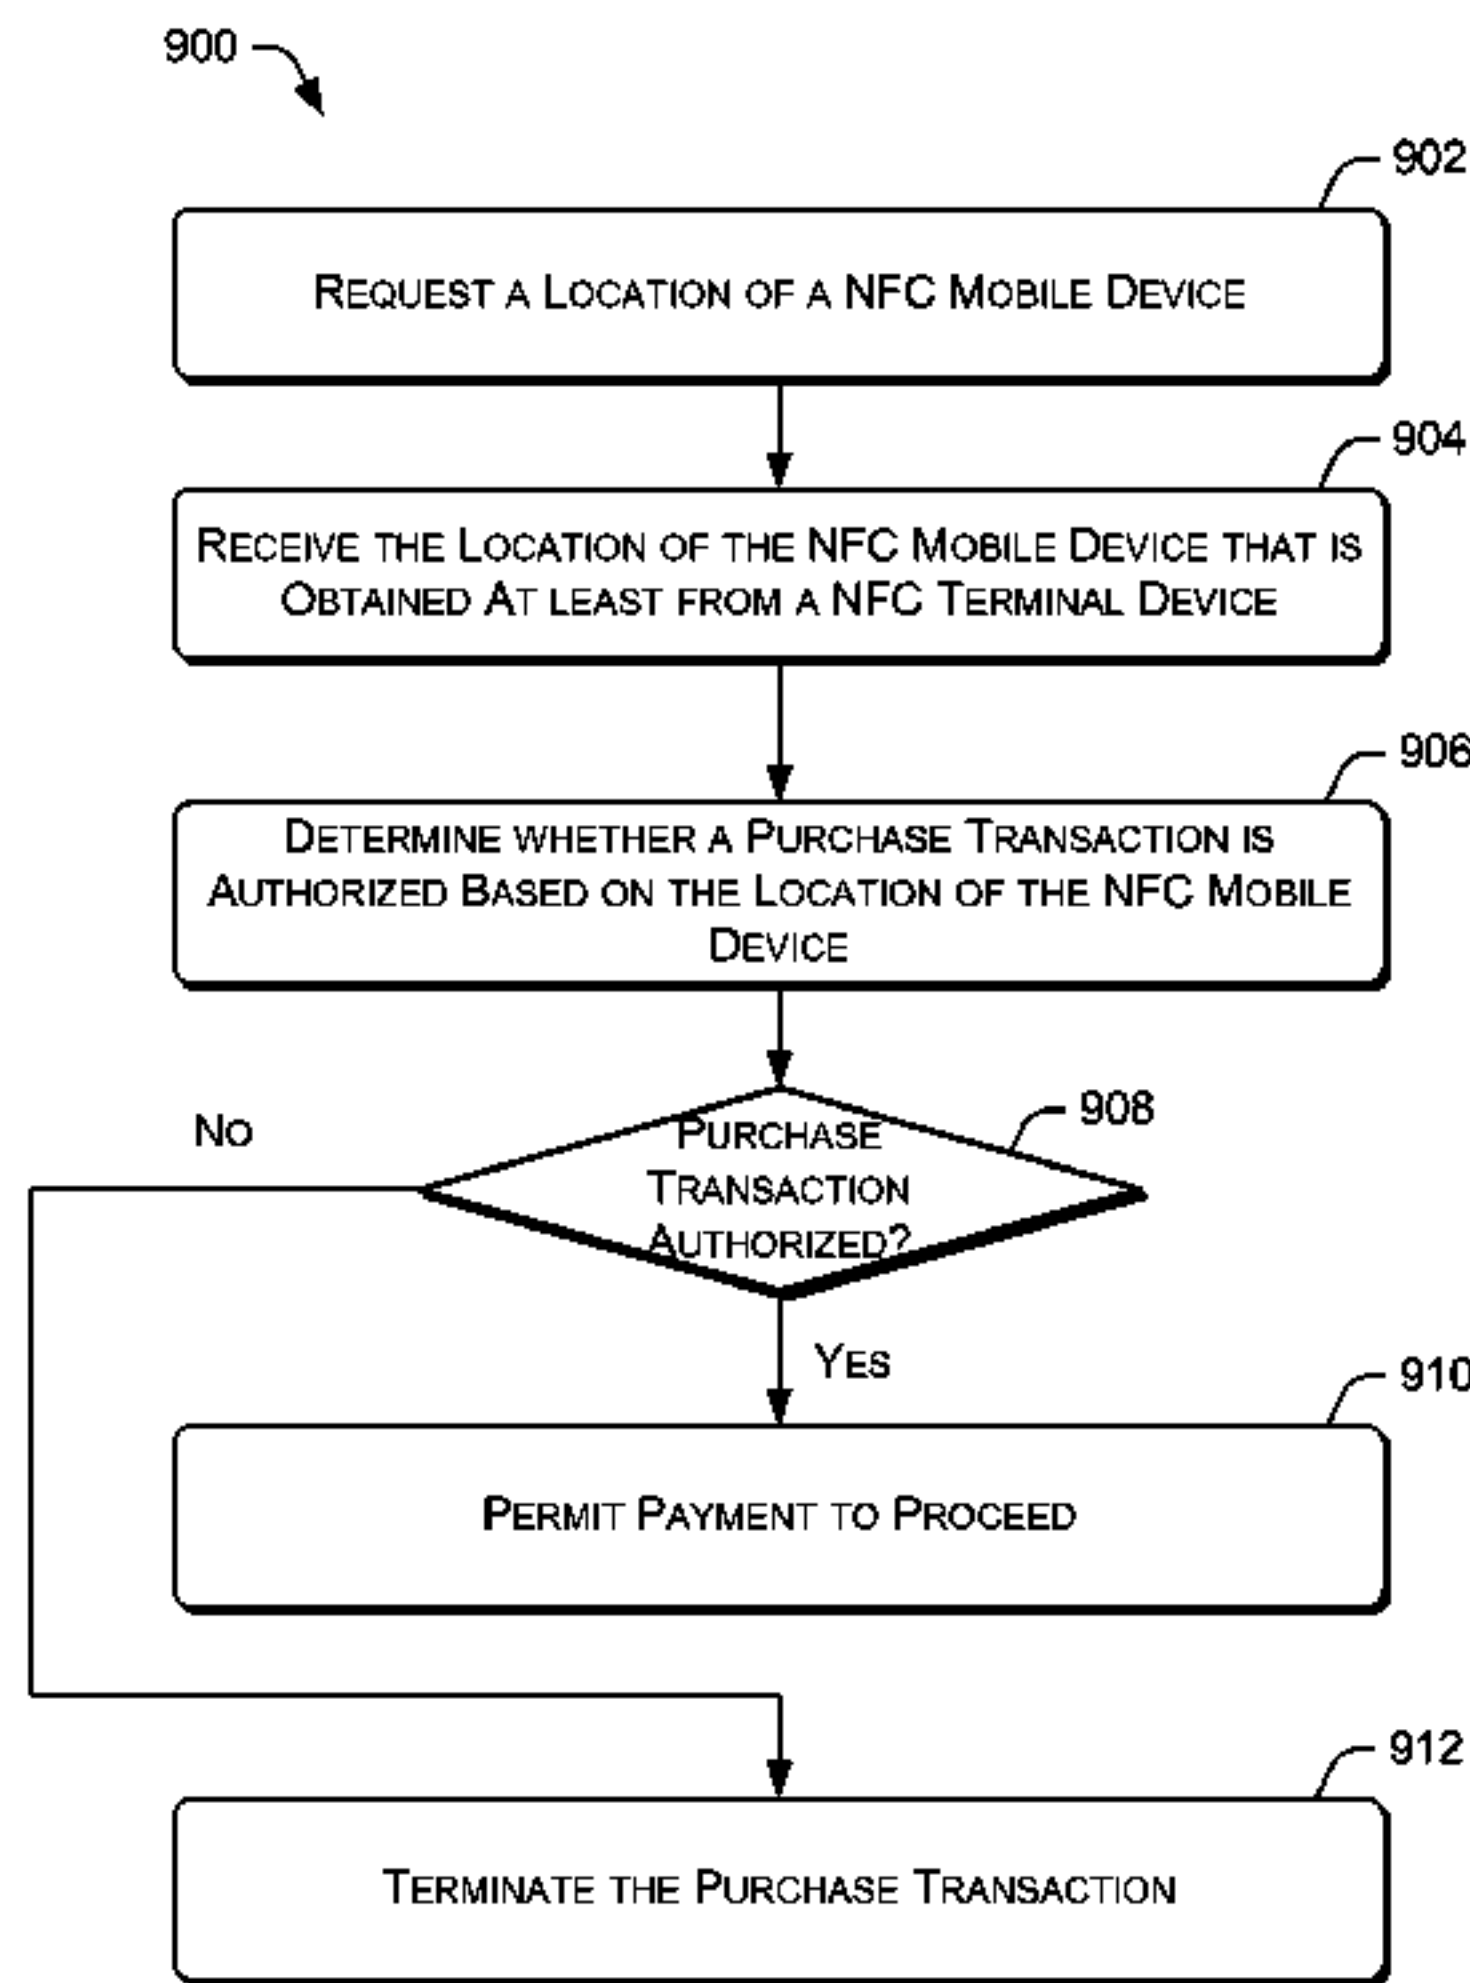 900
902
REQUEST A LOCATION OF A NFC MOBILE DEVICE
904
RECEIVE THE LOCATION OF THE NFC MOBILE DEVICE THAT IS
OBTAINED AT LEAST FROM A NFC TERMINAL DEVICE
906
DETERMINE WHETHER A PURCHASE TRANSACTION IS
AUTHORIZED BASED ON THE LOCATION OF THE NFC MOBILE
DEVICE
908
NO
PURCHASE
TRANSACTION
AUTHORIZED?
YES
910
PERMIT PAYMENT TO PROCEED
912
TERMINATE THE PURCHASE TRANSACTION